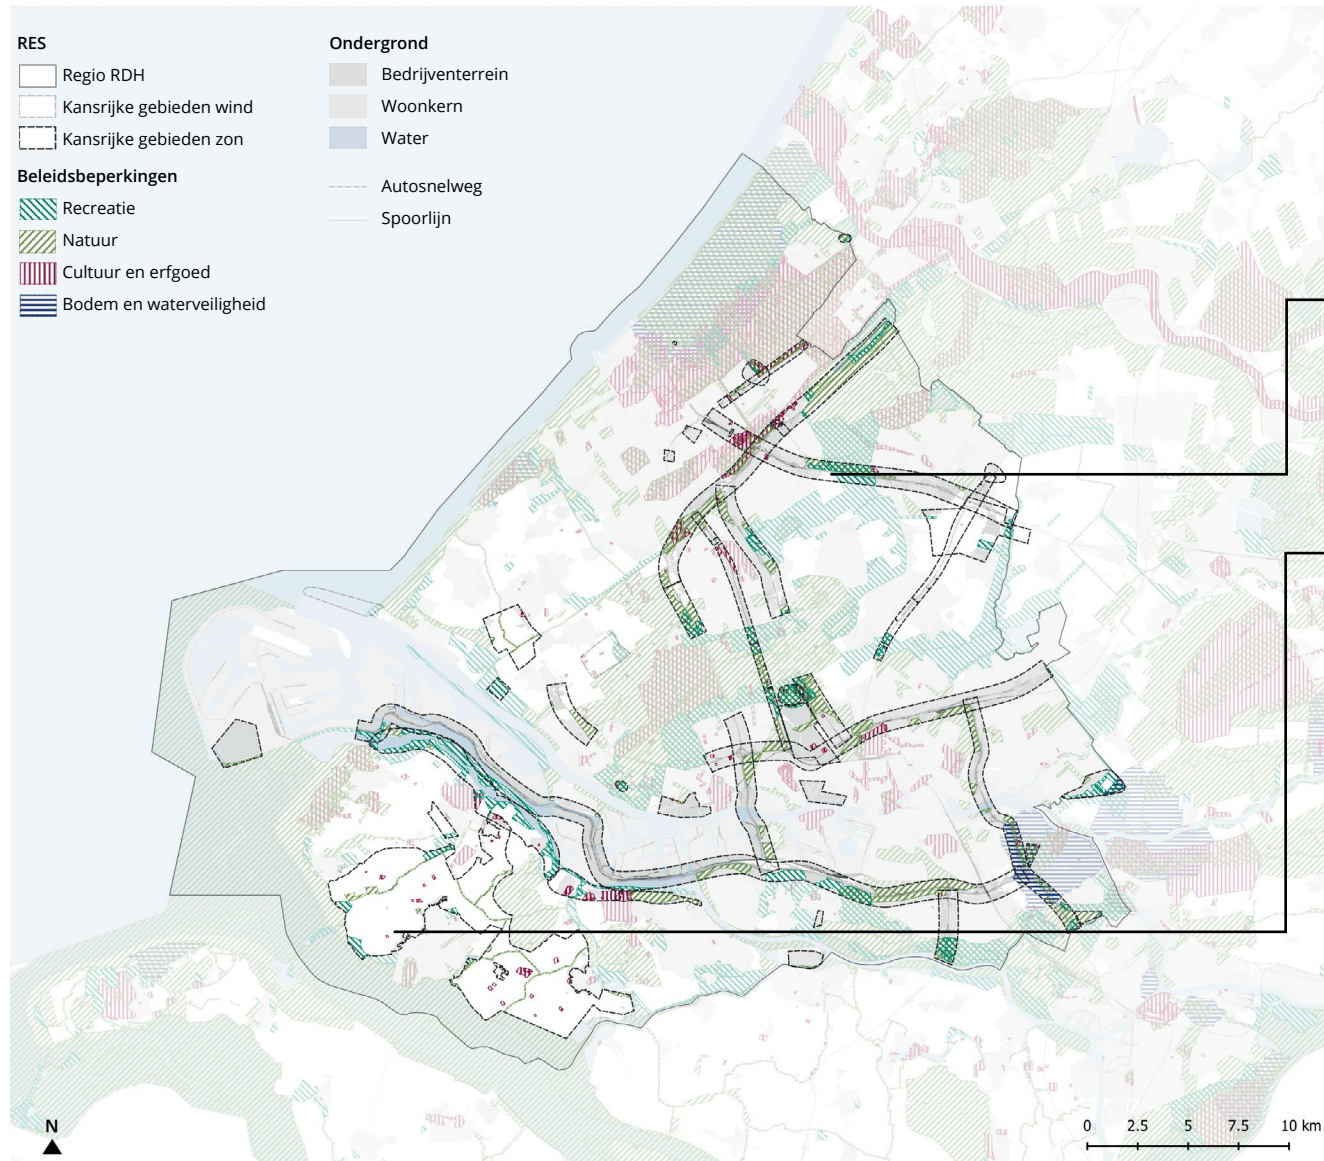 RES
Regio RDH
Kansrijke gebieden wind
Kansrijke gebieden zon
Beleidsbeperkingen
Recreatie
Natuur
Cultuur en erfgoed
Bodem en waterveiligheid
Ondergrond
Bedrijventerrein
Woonkern
Water
Autosnelweg
Spoorlijn
N
0 2.5 5 7.5 10 km